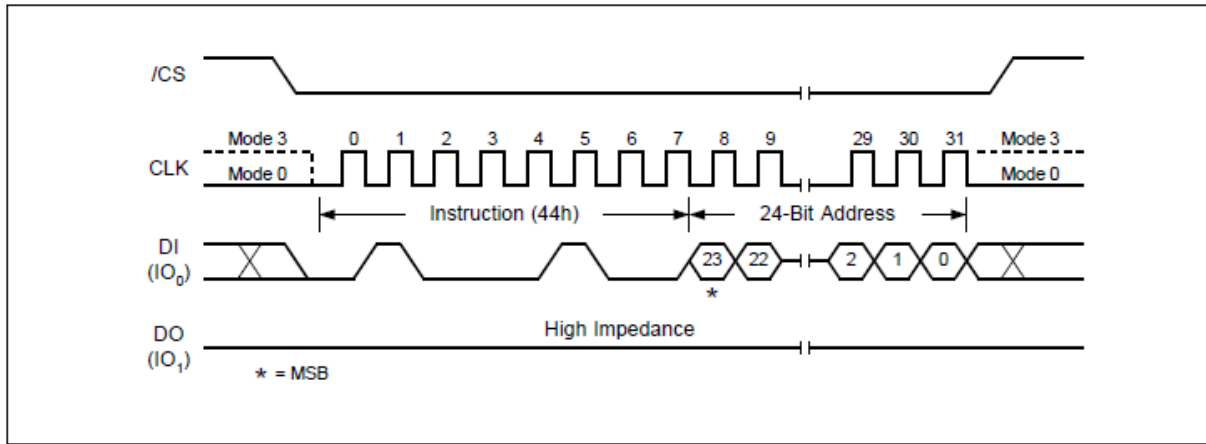 /CS
Mode 3 0 1 2 3 4 5 6 7 8 9 29 30 31 Mode 3
CLK
Mode 0 Mode 0
Instruction (44h) 24-Bit Address
DI
(IO0)
23 22 2 1 0
*
High Impedance
DO
(IO1)
* = MSB